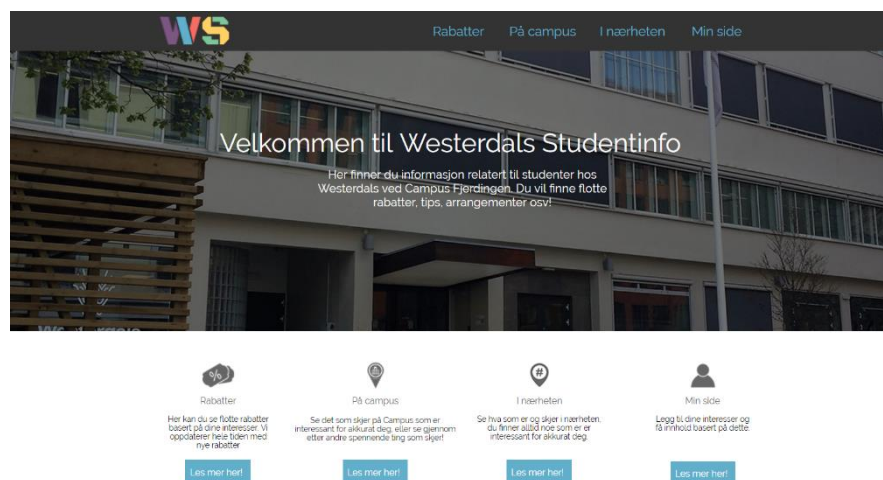 WS
Rabatter På campus I nærheten Min side
Velkommen til Westerdals Studentinfo
Her finner du informasjon relatert til studenter hos
Westerdals ved Campus Fjerdingen. Du vil finne flotte
rabatter, tips, arrangementer osv!
%
#
Rabatter
Her kan du se flotte rabatter
basert på dine interesser. Vi
oppdaterer hele tiden med
nye rabatter
Les mer her!
På campus
Se det som skjer på Campus som er
interessant for akkurat deg, eller se gjennom
etter andre spennende ting som skjer!
Les mer her!
I nærheten
Se hva som er og skjer i nærheten,
du finner alltid noe som er er
interessant for akkurat deg.
Les mer her!
Min side
Legg til dine interesser og
få innhold basert på dette.
Les mer her!